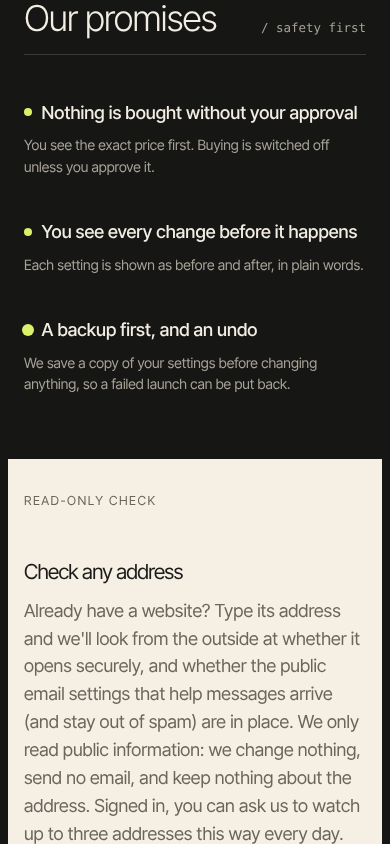 Our promises
/ safety first
Nothing is bought without your approval
You see the exact price first. Buying is switched off
unless you approve it.
You see every change before it happens
Each setting is shown as before and after, in plain words.
A backup first, and an undo
We save a copy of your settings before changing
anything, so a failed launch can be put back.
READ-ONLY CHECK
Check any address
Already have a website? Type its address
and we'll look from the outside at whether it
opens securely, and whether the public
email settings that help messages arrive
(and stay out of spam) are in place. We only
read public information: we change nothing,
send no email, and keep nothing about the
address. Signed in, you can ask us to watch
up to three addresses this way every day.